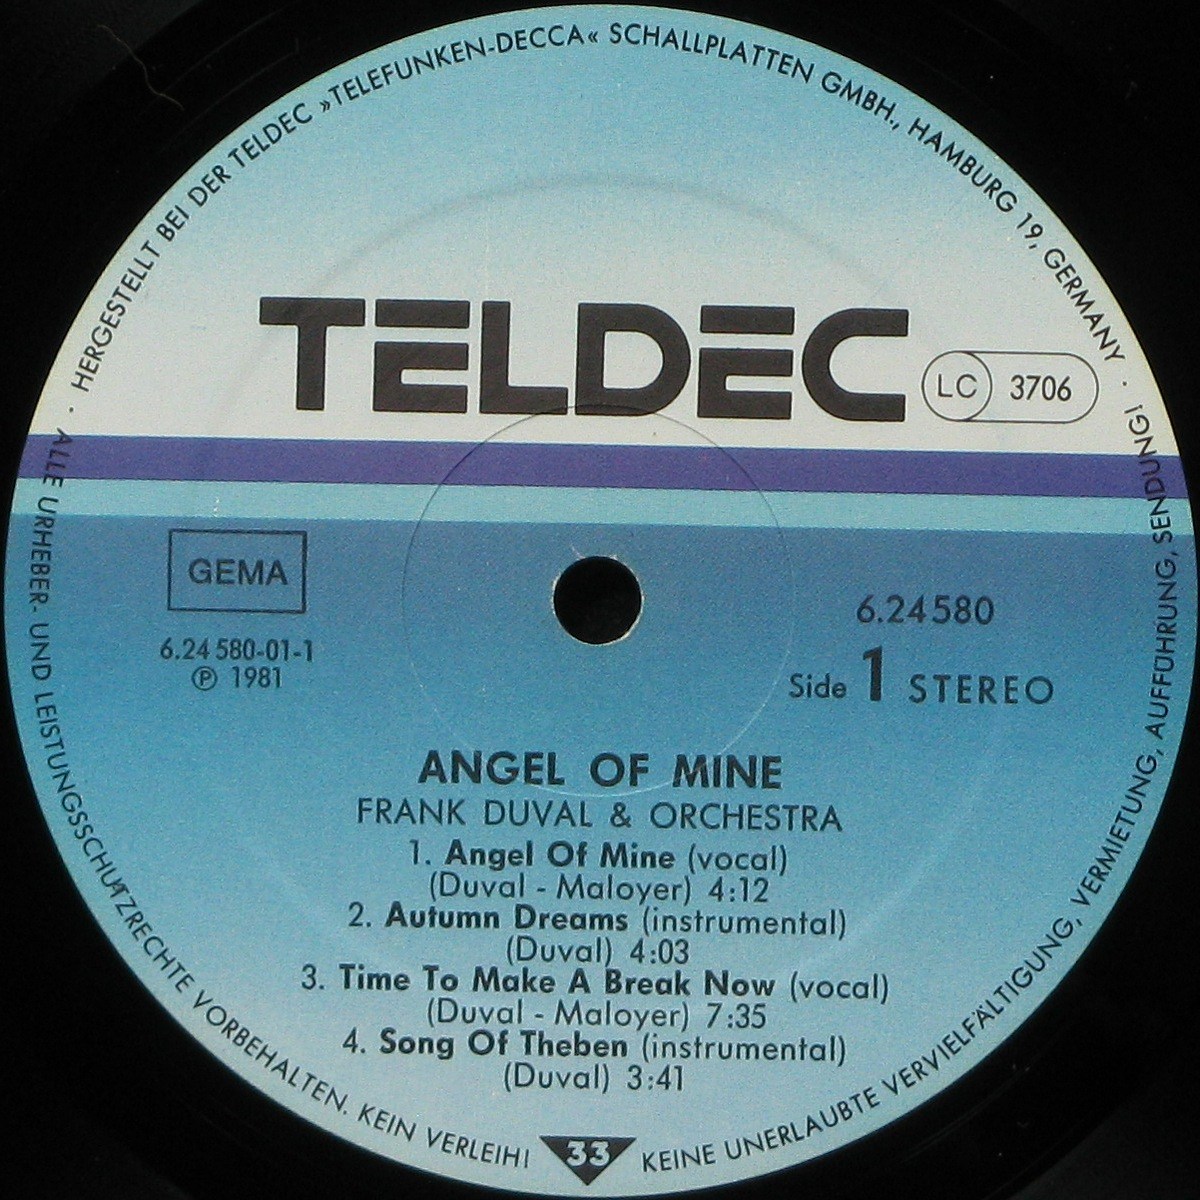 HERGESTELLT BEI DER TELDEC »TELEFUNKEN-DECCA« SCHALLPLATTEN GMBH., HAMBURG 19, GERMANY ·
TELDEC
LC 3706
GEMA
6.24580-01-1
℗ 1981
6.24580
Side 1 STEREO
ANGEL OF MINE
FRANK DUVAL & ORCHESTRA
1. Angel Of Mine (vocal)
(Duval - Maloyer) 4:12
2. Autumn Dreams (instrumental)
(Duval) 4:03
3. Time To Make A Break Now (vocal)
(Duval - Maloyer) 7:35
4. Song Of Theben (instrumental)
(Duval) 3:41
· ALLE URHEBER- UND LEISTUNGSSCHUTZRECHTE VORBEHALTEN. KEIN VERLEIH!
33
KEINE UNERLAUBTE VERVIELFÄLTIGUNG, VERMIETUNG, AUFFÜHRUNG, SENDUNG!